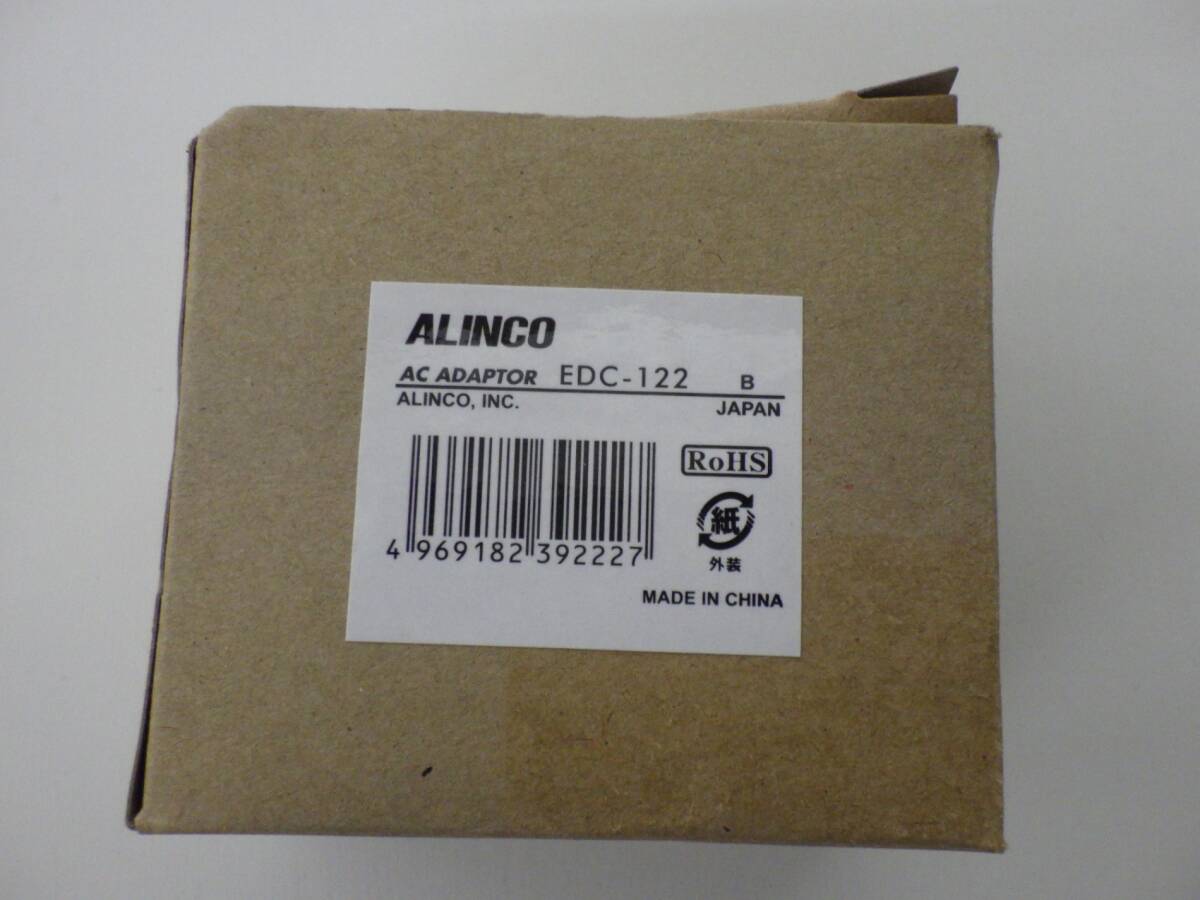 ALINCO
AC ADAPTOR EDC-122 B
ALINCO, INC. JAPAN
RoHS
紙
外装
4 969182 392227
MADE IN CHINA